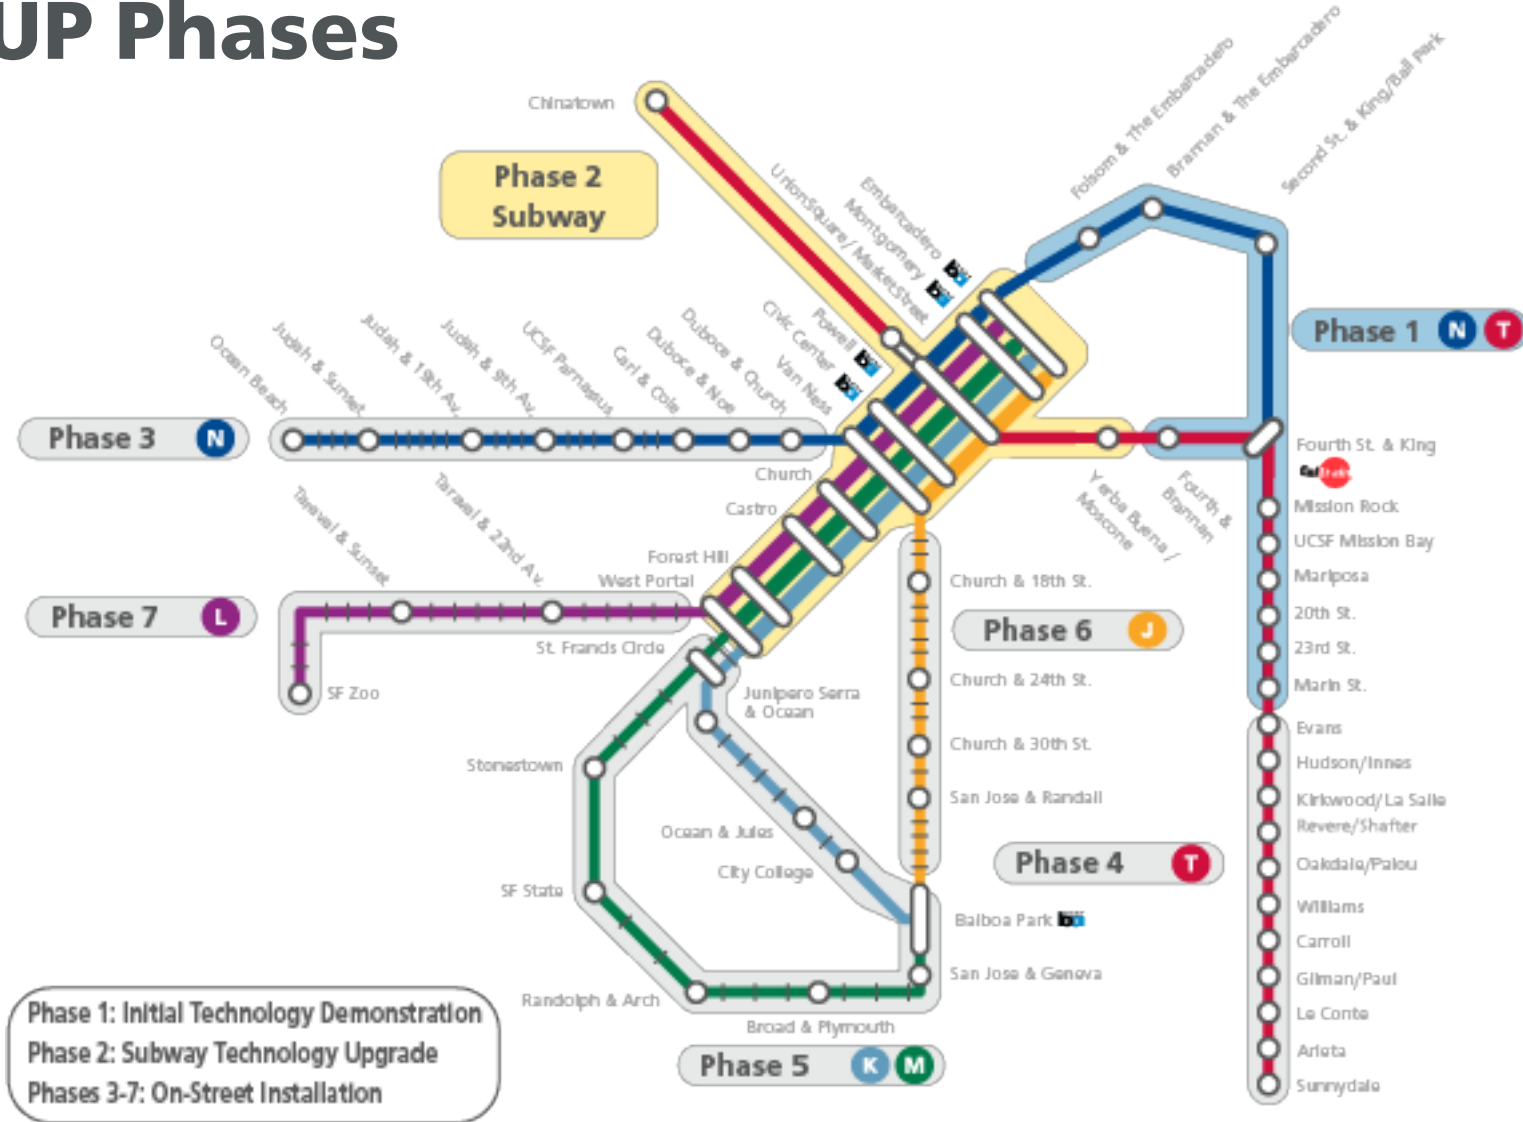 UP Phases
Chinatown
Phase 2
Subway
UnionSquare/ MarketStreet
Montgomery
Embarcadero
Folsom & The Embarcadero
Brannan & The Embarcadero
Second St. & King/Ball Park
Phase 1 N T
Ocean Beach
Judah & Sunset
Judah & 19th Av.
Judah & 9th Av.
UCSF Parnassus
Carl & Cole
Duboce & Noe
Duboce & Church
Van Ness
Civic Center
Powell
Phase 3 N
Church
Castro
Forest Hill
West Portal
Taraval & Sunset
Taraval & 22nd Av.
Phase 7 L
St. Francis Circle
SF Zoo
Junipero Serra
& Ocean
Stonestown
Ocean & Jules
City College
SF State
Randolph & Arch
Broad & Plymouth
Phase 5 K M
Yerba Buena /
Moscone
Fourth &
Brannan
Church & 18th St.
Phase 6 J
Church & 24th St.
Church & 30th St.
San Jose & Randall
Phase 4 T
Balboa Park
San Jose & Geneva
Fourth St. & King
Mission Rock
UCSF Mission Bay
Mariposa
20th St.
23rd St.
Marin St.
Evans
Hudson/Innes
Kirkwood/La Salle
Revere/Shafter
Oakdale/Palou
Williams
Carroll
Gilman/Paul
Le Conte
Arleta
Sunnydale
Phase 1: Initial Technology Demonstration
Phase 2: Subway Technology Upgrade
Phases 3-7: On-Street Installation